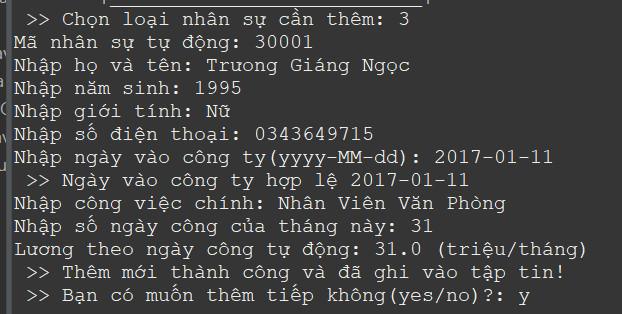 >> Chọn loại nhân sự cần thêm: 3
Mã nhân sự tự động: 30001
Nhập họ và tên: Trương Giáng Ngọc
Nhập năm sinh: 1995
Nhập giới tính: Nữ
Nhập số điện thoại: 0343649715
Nhập ngày vào công ty(yyyy-MM-dd): 2017-01-11
>> Ngày vào công ty hợp lệ 2017-01-11
Nhập công việc chính: Nhân Viên Văn Phòng
Nhập số ngày công của tháng này: 31
Lương theo ngày công tự động: 31.0 (triệu/tháng)
>> Thêm mới thành công và đã ghi vào tập tin!
>> Bạn có muốn thêm tiếp không(yes/no)?: y